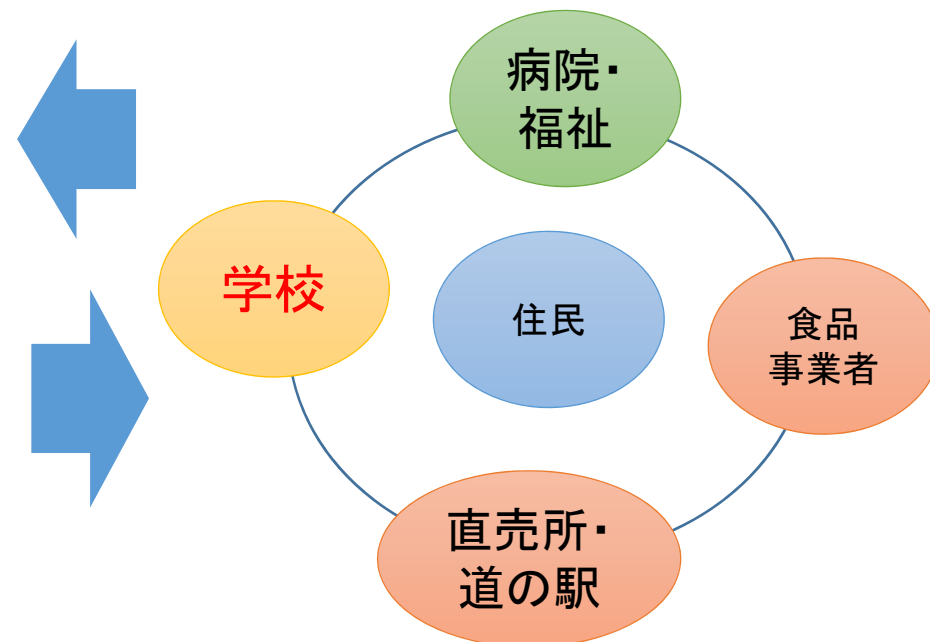 病院・
福祉
学校
住民
食品
事業者
直売所・
道の駅